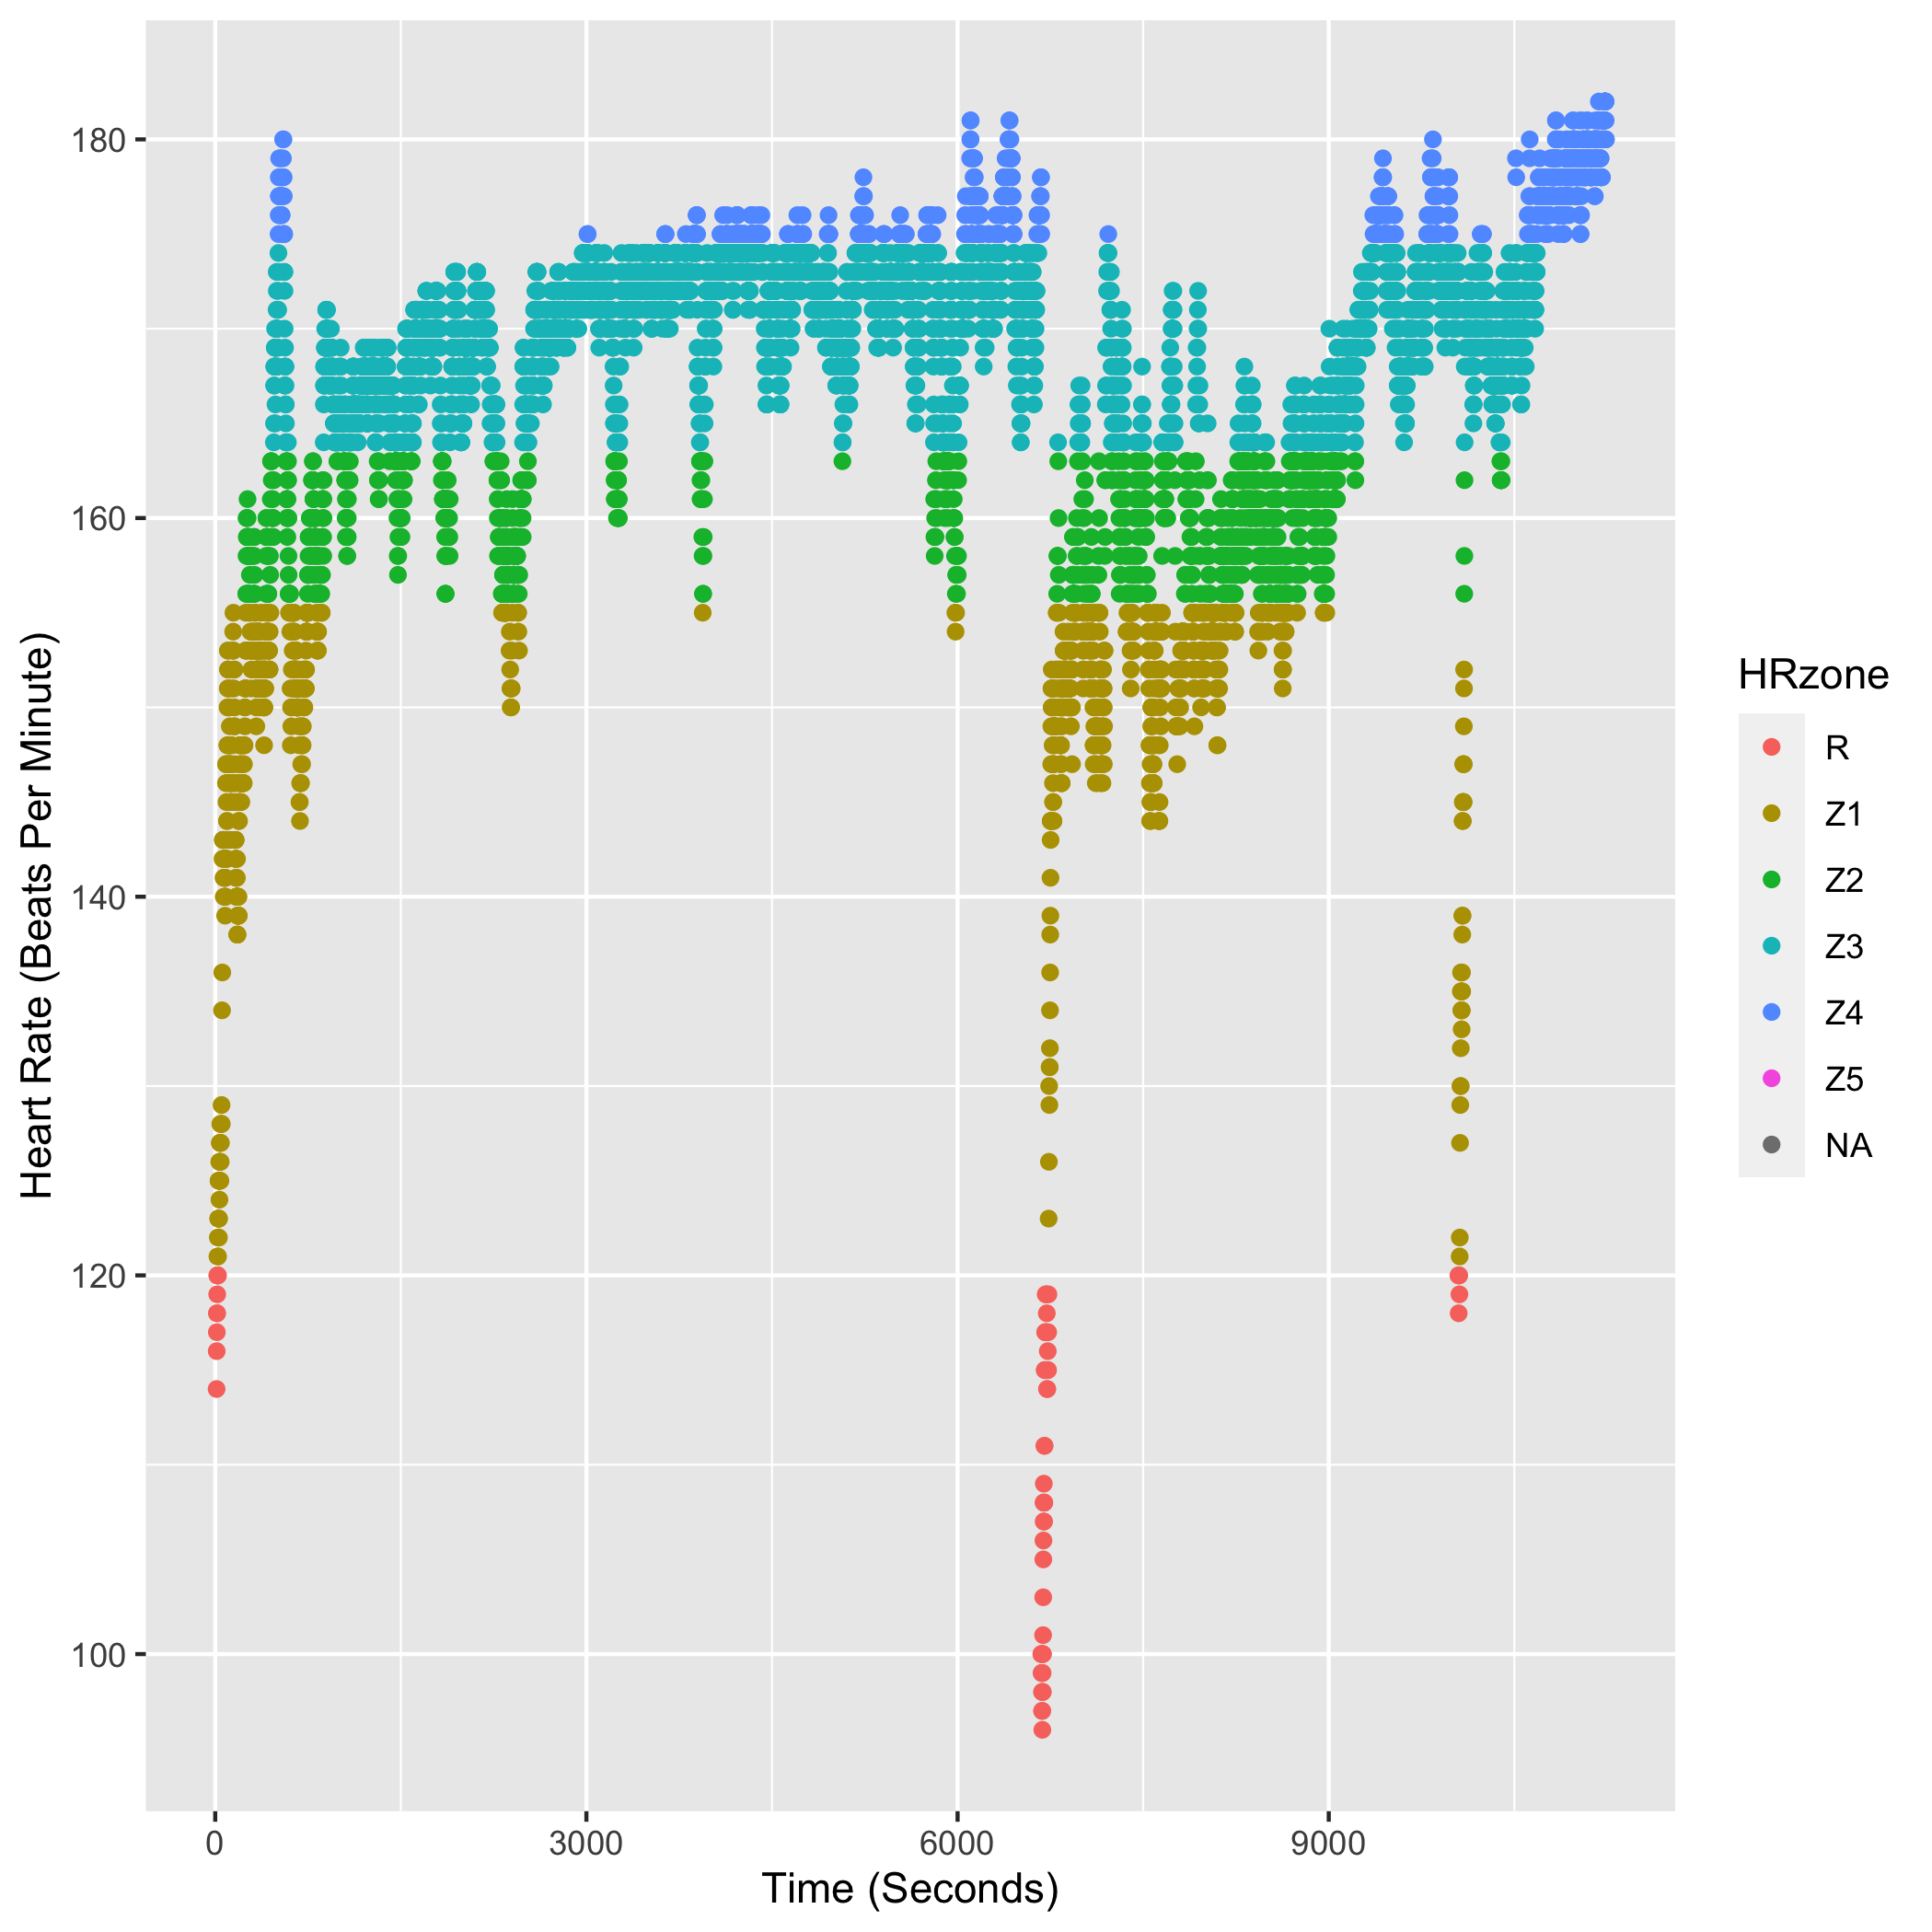 180
160
140
120
100
Heart Rate (Beats Per Minute)
0 3000 6000 9000
Time (Seconds)
HRzone
R
Z1
Z2
Z3
Z4
Z5
NA